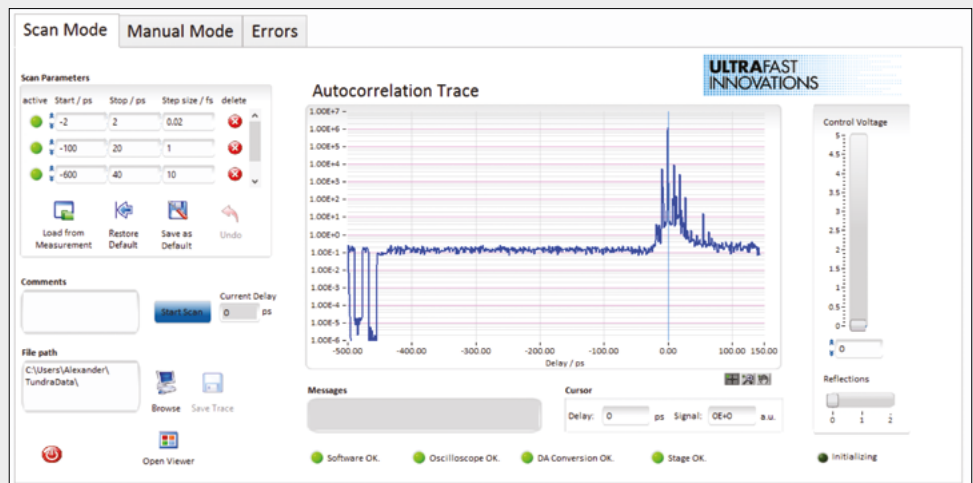 Scan Mode
Manual Mode
Errors
Scan Parameters
active Start / ps Stop / ps Step size / fs delete
-2 2 0.02
-100 20 1
-600 40 10
Load from Measurement
Restore Default
Save as Default
Undo
Comments
Start Scan
Current Delay
0 ps
File path
C:\Users\Alexander\
TundraData\
Browse
Save Trace
Open Viewer
ULTRAFAST
INNOVATIONS
Autocorrelation Trace
1.00E+7
1.00E+6
1.00E+5
1.00E+4
1.00E+3
1.00E+2
1.00E+1
1.00E+0
1.00E-1
1.00E-2
1.00E-3
1.00E-4
1.00E-5
1.00E-6
-500.00 -400.00 -300.00 -200.00 -100.00 0.00 100.00 150.00
Delay / ps
Messages
Cursor
Delay: 0 ps Signal: 0E+0 a.u.
Software OK.
Oscilloscope OK.
DA Conversion OK.
Stage OK.
Control Voltage
5
4.5
4
3.5
3
2.5
2
1.5
1
0.5
0
0
Reflections
0 1 2
Initializing